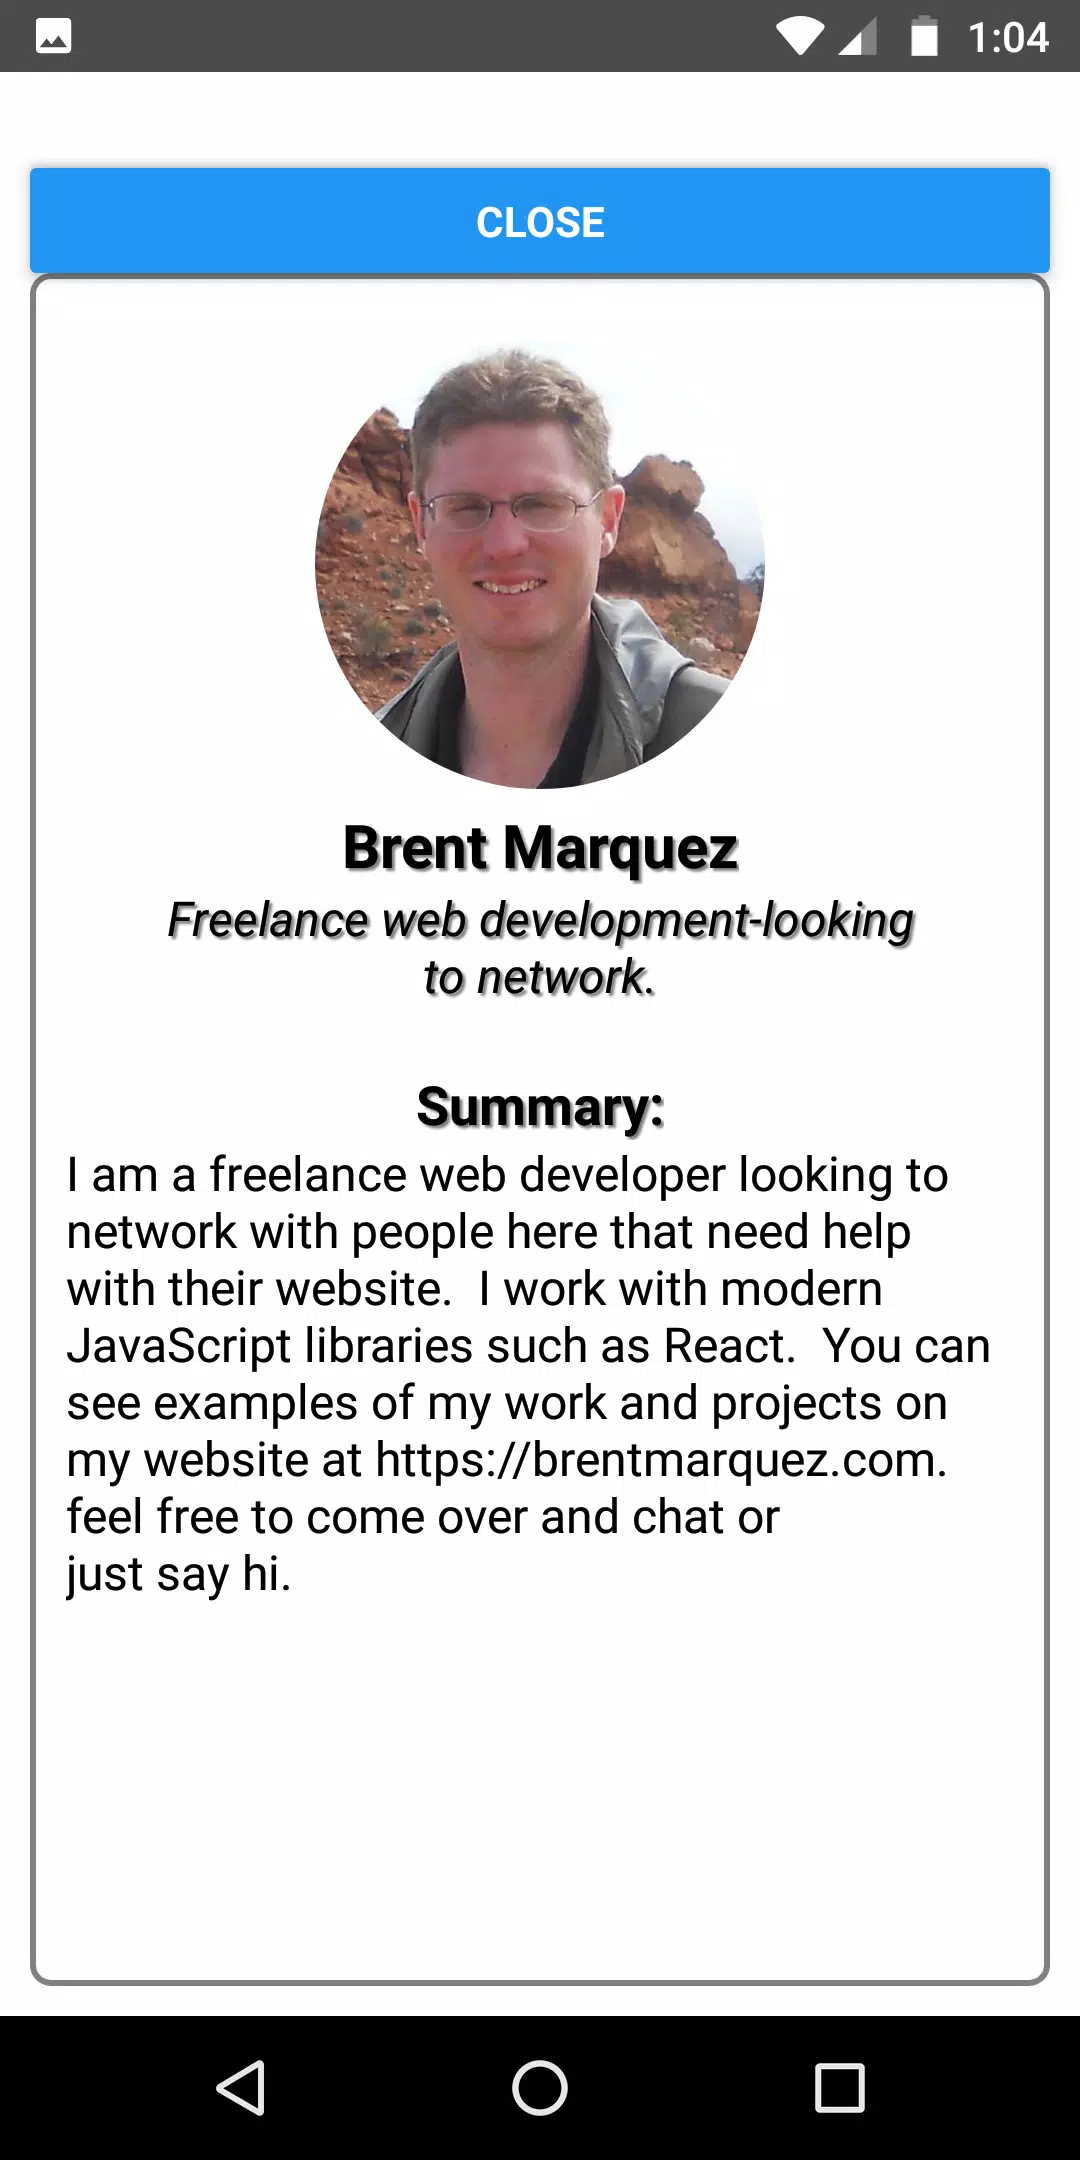 1:04
CLOSE
Brent Marquez
Freelance web development-looking
to network.
Summary:
I am a freelance web developer looking to
network with people here that need help
with their website.  I work with modern
JavaScript libraries such as React.  You can
see examples of my work and projects on
my website at https://brentmarquez.com.
feel free to come over and chat or
just say hi.